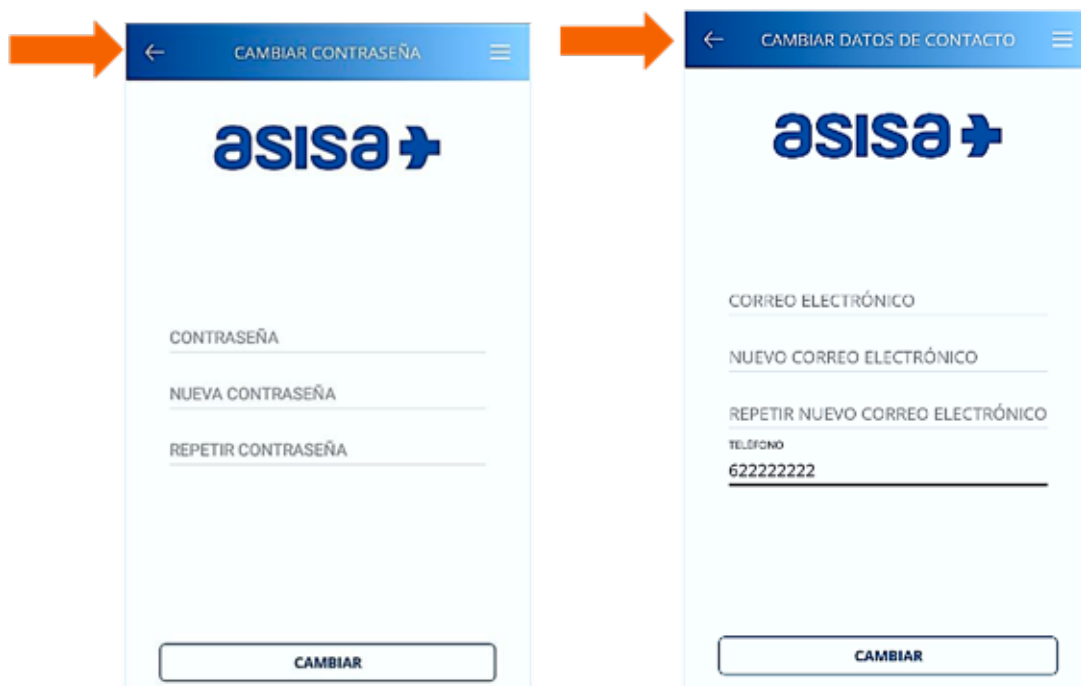 CAMBIAR CONTRASEÑA
asisa
CONTRASEÑA
NUEVA CONTRASEÑA
REPETIR CONTRASEÑA
CAMBIAR
CAMBIAR DATOS DE CONTACTO
asisa
CORREO ELECTRÓNICO
NUEVO CORREO ELECTRÓNICO
REPETIR NUEVO CORREO ELECTRÓNICO
TELÉFONO
622222222
CAMBIAR